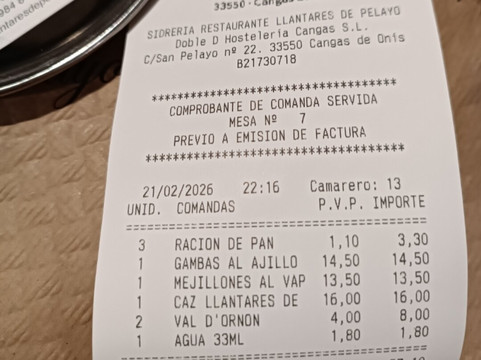 33550 - Cangas
SIDRERIA RESTAURANTE LLANTARES DE PELAYO
Doble D Hosteleria Cangas S.L.
C/San Pelayo nº 22. 33550 Cangas de Onis
B21730718
************************************
COMPROBANTE DE COMANDA SERVIDA
MESA Nº 7
PREVIO A EMISION DE FACTURA
************************************
21/02/2026 22:16 Camarero: 13
UNID. COMANDAS P.V.P. IMPORTE
========================================
3 RACION DE PAN 1,10 3,30
1 GAMBAS AL AJILLO 14,50 14,50
1 MEJILLONES AL VAP 13,50 13,50
1 CAZ LLANTARES DE 16,00 16,00
2 VAL D'ORNON 4,00 8,00
1 AGUA 33ML 1,80 1,80
========================================